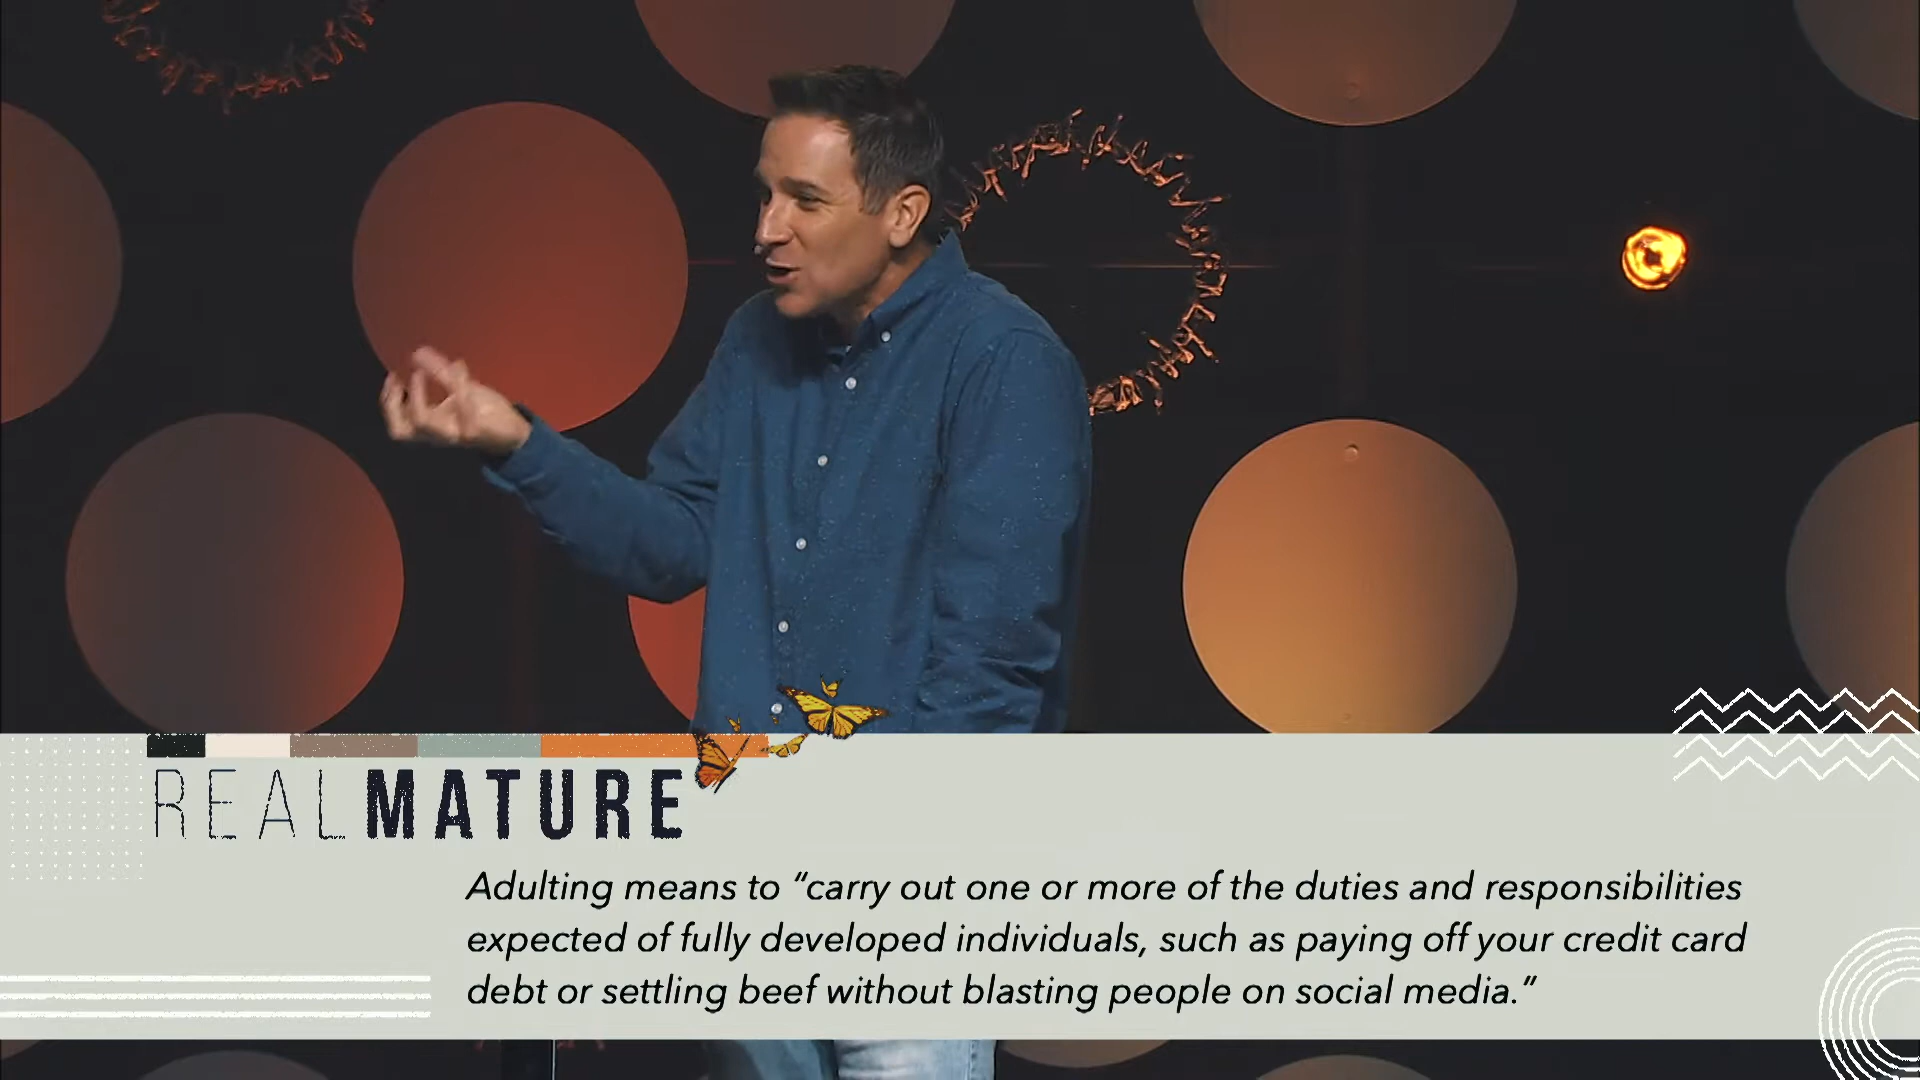 REALMATURE
Adulting means to “carry out one or more of the duties and responsibilities
expected of fully developed individuals, such as paying off your credit card
debt or settling beef without blasting people on social media.”